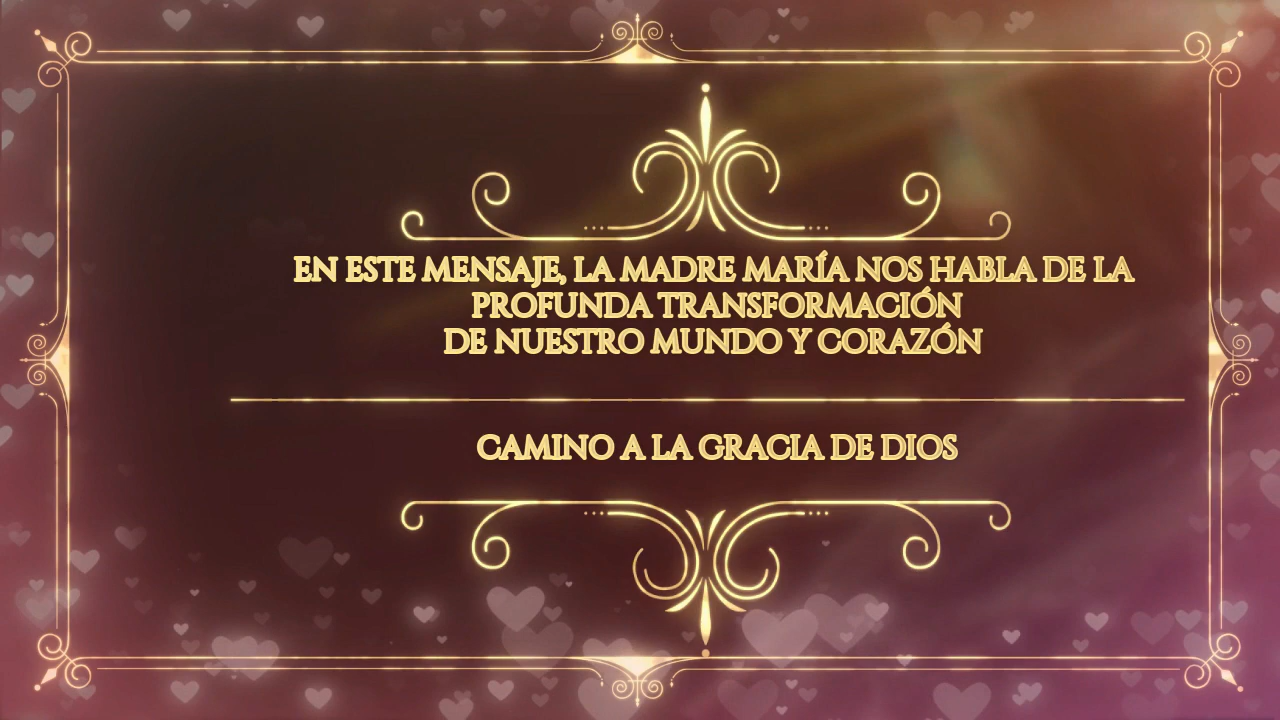 EN ESTE MENSAJE, LA MADRE MARÍA NOS HABLA DE LA
PROFUNDA TRANSFORMACIÓN
DE NUESTRO MUNDO Y CORAZÓN
CAMINO A LA GRACIA DE DIOS